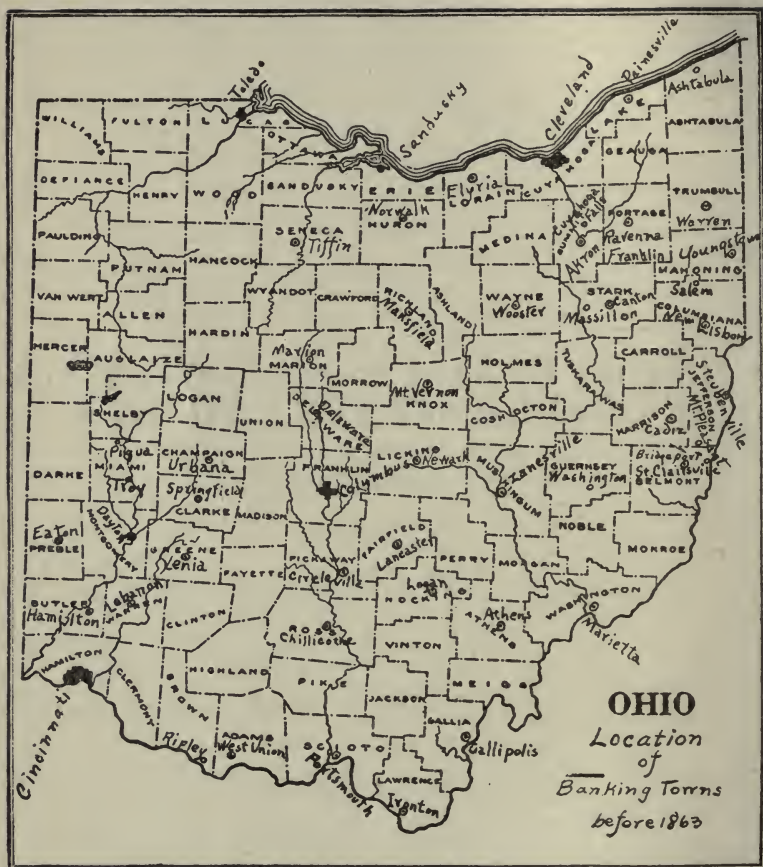 Toledo
Sandusky
Cleveland
Painesville
Ashtabula
WILLIAMS
FULTON
LUCAS
OTTAWA
CUYAHOGA
LAKE
ASHTABULA
GEAUGA
DEFIANCE
HENRY
WOOD
SANDUSKY
ERIE
Elyria
LORAIN
TRUMBULL
Warren
Norwalk
HURON
Cuyahoga
Falls
SUMMIT
Akron
PORTAGE
Ravenna
Franklin
PAULDING
SENECA
Tiffin
MEDINA
Youngstown
MAHONING
PUTNAM
HANCOCK
Salem
VAN WERT
ALLEN
WYANDOT
CRAWFORD
RICHLAND
Mansfield
ASHLAND
WAYNE
Wooster
STARK
Canton
Massillon
COLUMBIANA
New
Lisbon
HARDIN
MERCER
AUGLAIZE
Marion
MARION
MORROW
Mt Vernon
KNOX
HOLMES
TUSKARAWAS
CARROLL
Steubenville
JEFFERSON
Mt. Pleasant
SHELBY
LOGAN
UNION
Delaware
DELAWARE
COSHOCTON
HARRISON
Cadiz
Piqua
MIAMI
Troy
CHAMPAIGN
Urbana
DARKE
FRANKLIN
Columbus
LICKING
Newark
MUSKINGUM
Zanesville
GUERNSEY
Washington
Bridgeport
St Clairsville
BELMONT
Springfield
CLARKE
MADISON
Eaton
PREBLE
Dayton
MONTGOMERY
GREENE
Xenia
FAYETTE
PICKAWAY
Circleville
FAIRFIELD
Lancaster
PERRY
MORGAN
NOBLE
MONROE
BUTLER
Hamilton
Lebanon
WARREN
CLINTON
Logan
HOCKING
Athens
ATHENS
WASHINGTON
Marietta
ROSS
Chillicothe
VINTON
HAMILTON
CLERMONT
BROWN
HIGHLAND
PIKE
JACKSON
MEIGS
Cincinnati
Ripley
ADAMS
West Union
SCIOTO
Portsmouth
GALLIA
Gallipolis
LAWRENCE
Ironton
OHIO
Location
of
Banking Towns
before 1863